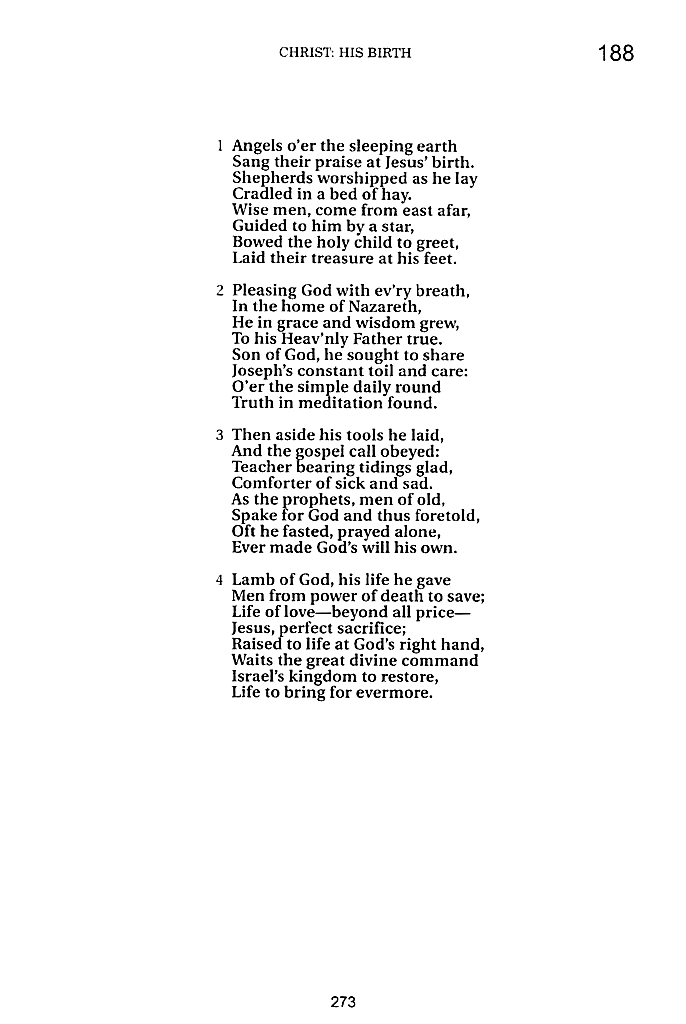 CHRIST: HIS BIRTH 188
1 Angels o'er the sleeping earth
Sang their praise at Jesus' birth.
Shepherds worshipped as he lay
Cradled in a bed of hay.
Wise men, come from east afar,
Guided to him by a star,
Bowed the holy child to greet,
Laid their treasure at his feet.
2 Pleasing God with ev'ry breath,
In the home of Nazareth,
He in grace and wisdom grew,
To his Heav'nly Father true.
Son of God, he sought to share
Joseph's constant toil and care:
O'er the simple daily round
Truth in meditation found.
3 Then aside his tools he laid,
And the gospel call obeyed:
Teacher bearing tidings glad,
Comforter of sick and sad.
As the prophets, men of old,
Spake for God and thus foretold,
Oft he fasted, prayed alone,
Ever made God's will his own.
4 Lamb of God, his life he gave
Men from power of death to save;
Life of love—beyond all price—
Jesus, perfect sacrifice;
Raised to life at God's right hand,
Waits the great divine command
Israel's kingdom to restore,
Life to bring for evermore.
273